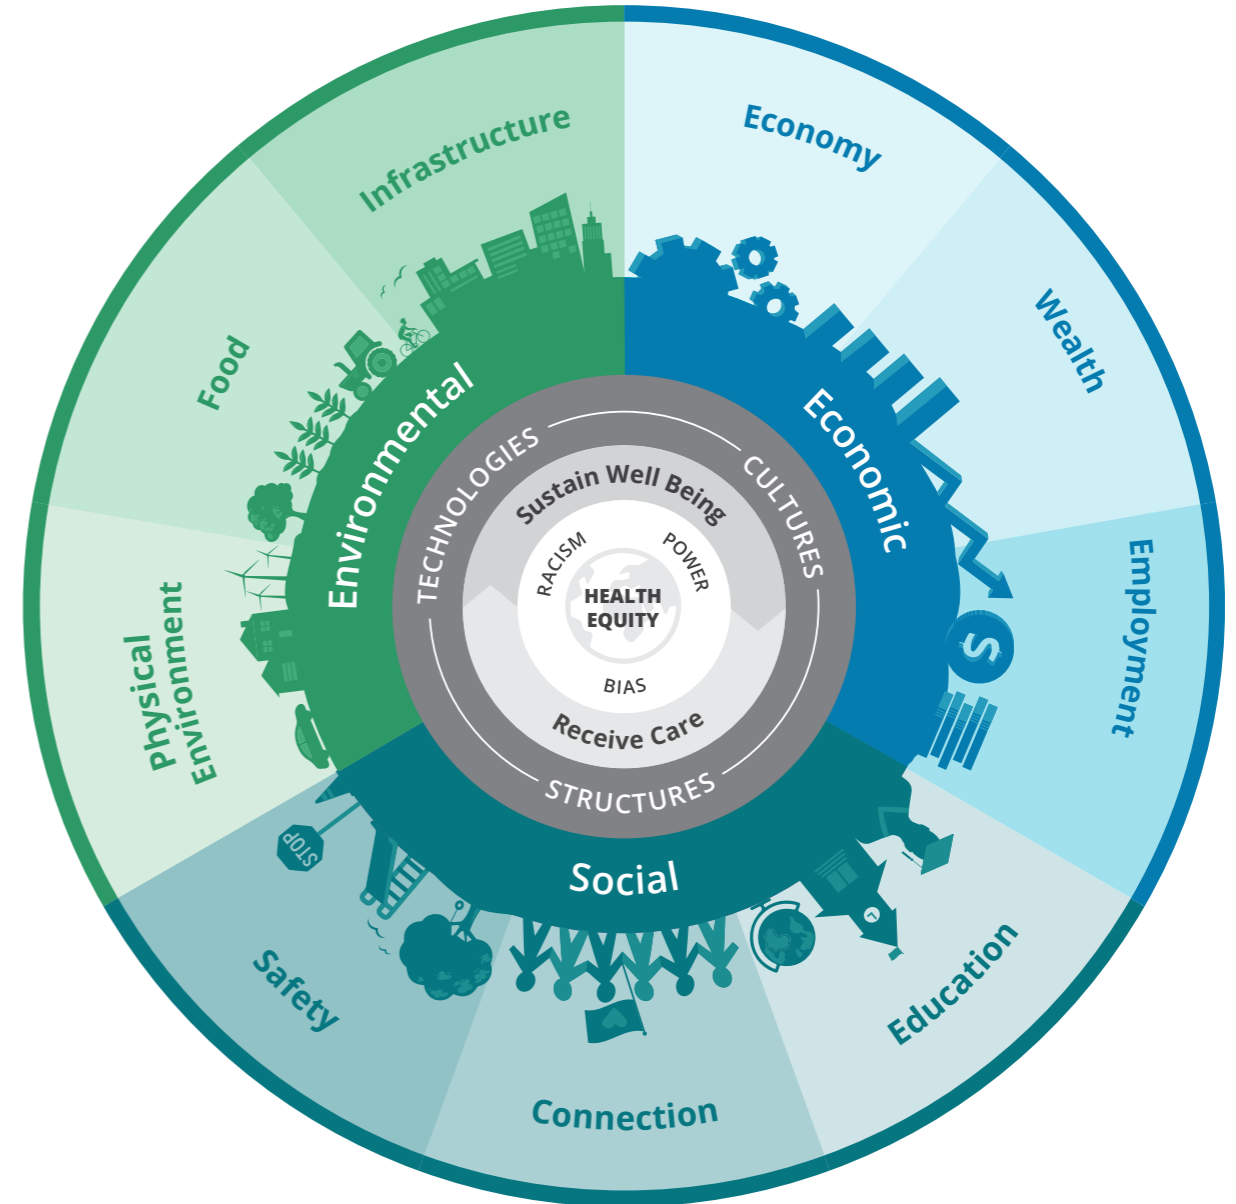 Infrastructure
Economy
Wealth
Employment
Education
Connection
Safety
Physical
Environment
Food
Environmental
Economic
Social
STOP
S
TECHNOLOGIES
CULTURES
STRUCTURES
Sustain Well Being
Receive Care
RACISM
POWER
BIAS
HEALTH
EQUITY